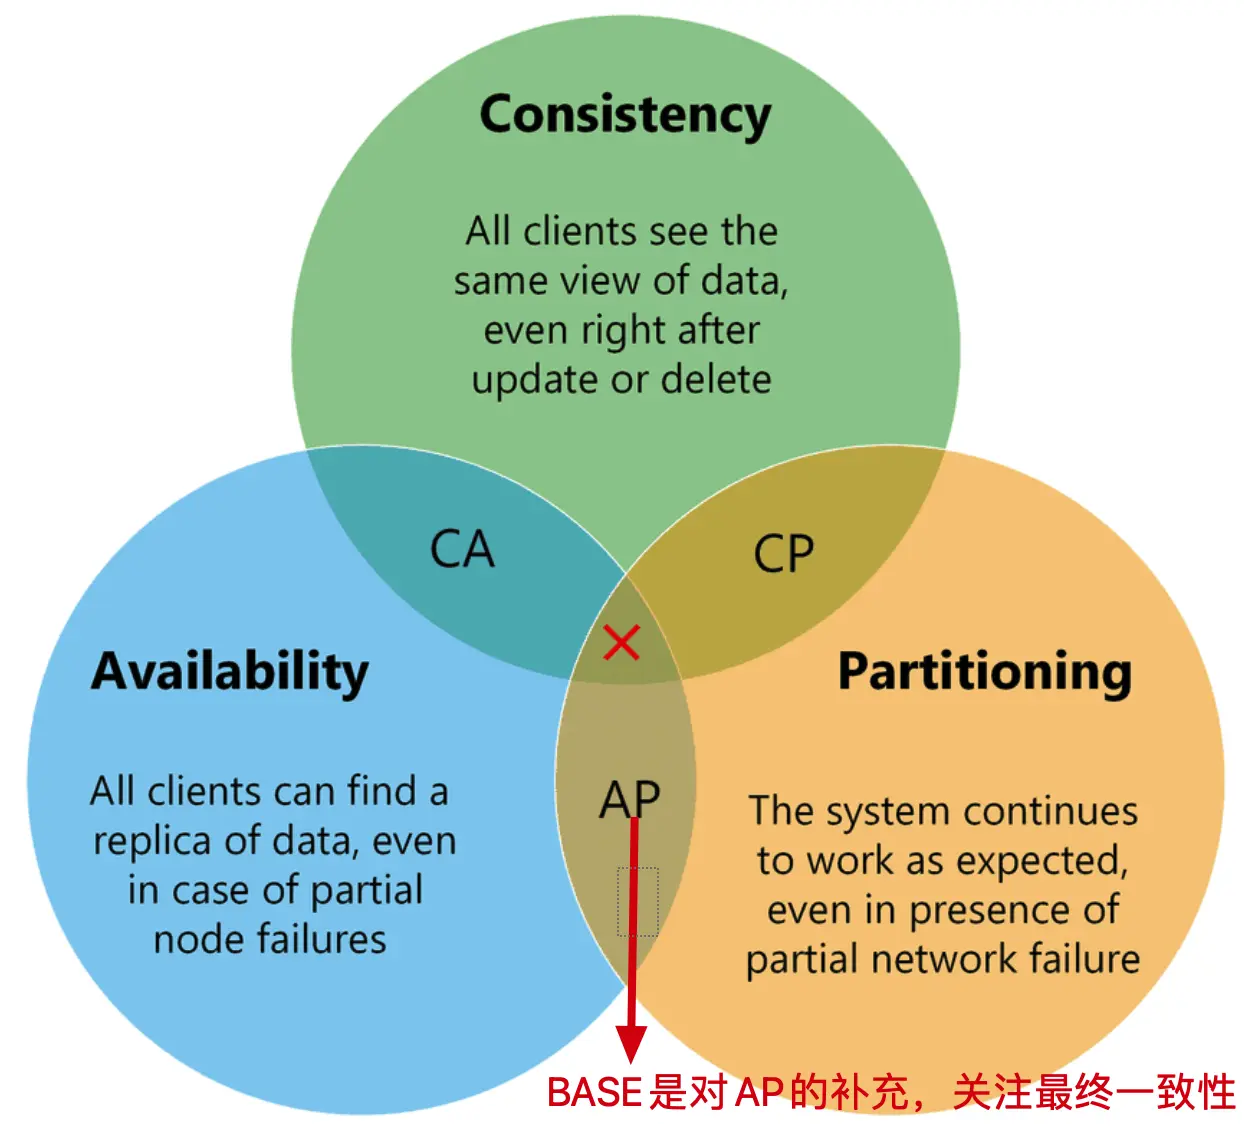 Consistency
All clients see the
same view of data,
even right after
update or delete
CA
CP
Availability
All clients can find a
replica of data, even
in case of partial
node failures
AP
Partitioning
The system continues
to work as expected,
even in presence of
partial network failure
BASE是对AP的补充，关注最终一致性